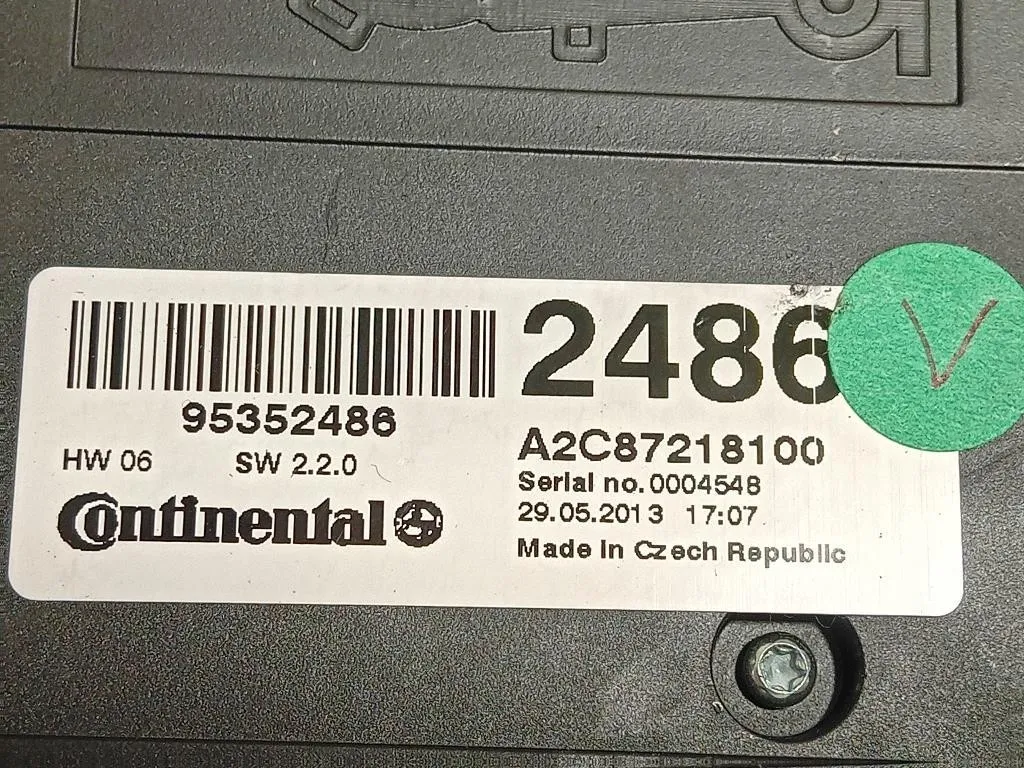 2486
95352486
A2C87218100
HW 06 SW 2.2.0
Serial no. 0004548
29.05.2013 17:07
Continental
Made in Czech Republic
V